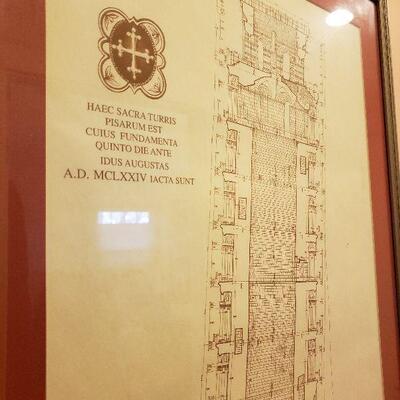 HAEC SACRA TURRIS
PISARUM EST
CUIUS FUNDAMENTA
QUINTO DIE ANTE
IDUS AUGUSTAS
A.D. MCLXXIV IACTA SUNT